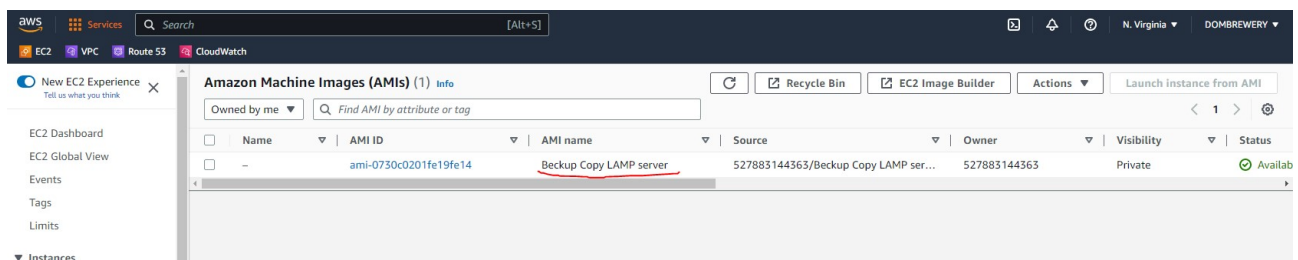 aws Services Search [Alt+S] N. Virginia ▼ DOMBREWERY ▼
EC2 VPC Route 53 CloudWatch
New EC2 Experience
Tell us what you think
Amazon Machine Images (AMIs) (1) Info
Recycle Bin EC2 Image Builder Actions ▼ Launch instance from AMI
Owned by me ▼ Find AMI by attribute or tag
< 1 >
EC2 Dashboard
EC2 Global View
Events
Tags
Limits
▼ Instances
Name AMI ID AMI name Source Owner Visibility Status
– ami-0730c0201fe19fe14 Beckup Copy LAMP server 527883144363/Beckup Copy LAMP ser... 527883144363 Private Availab